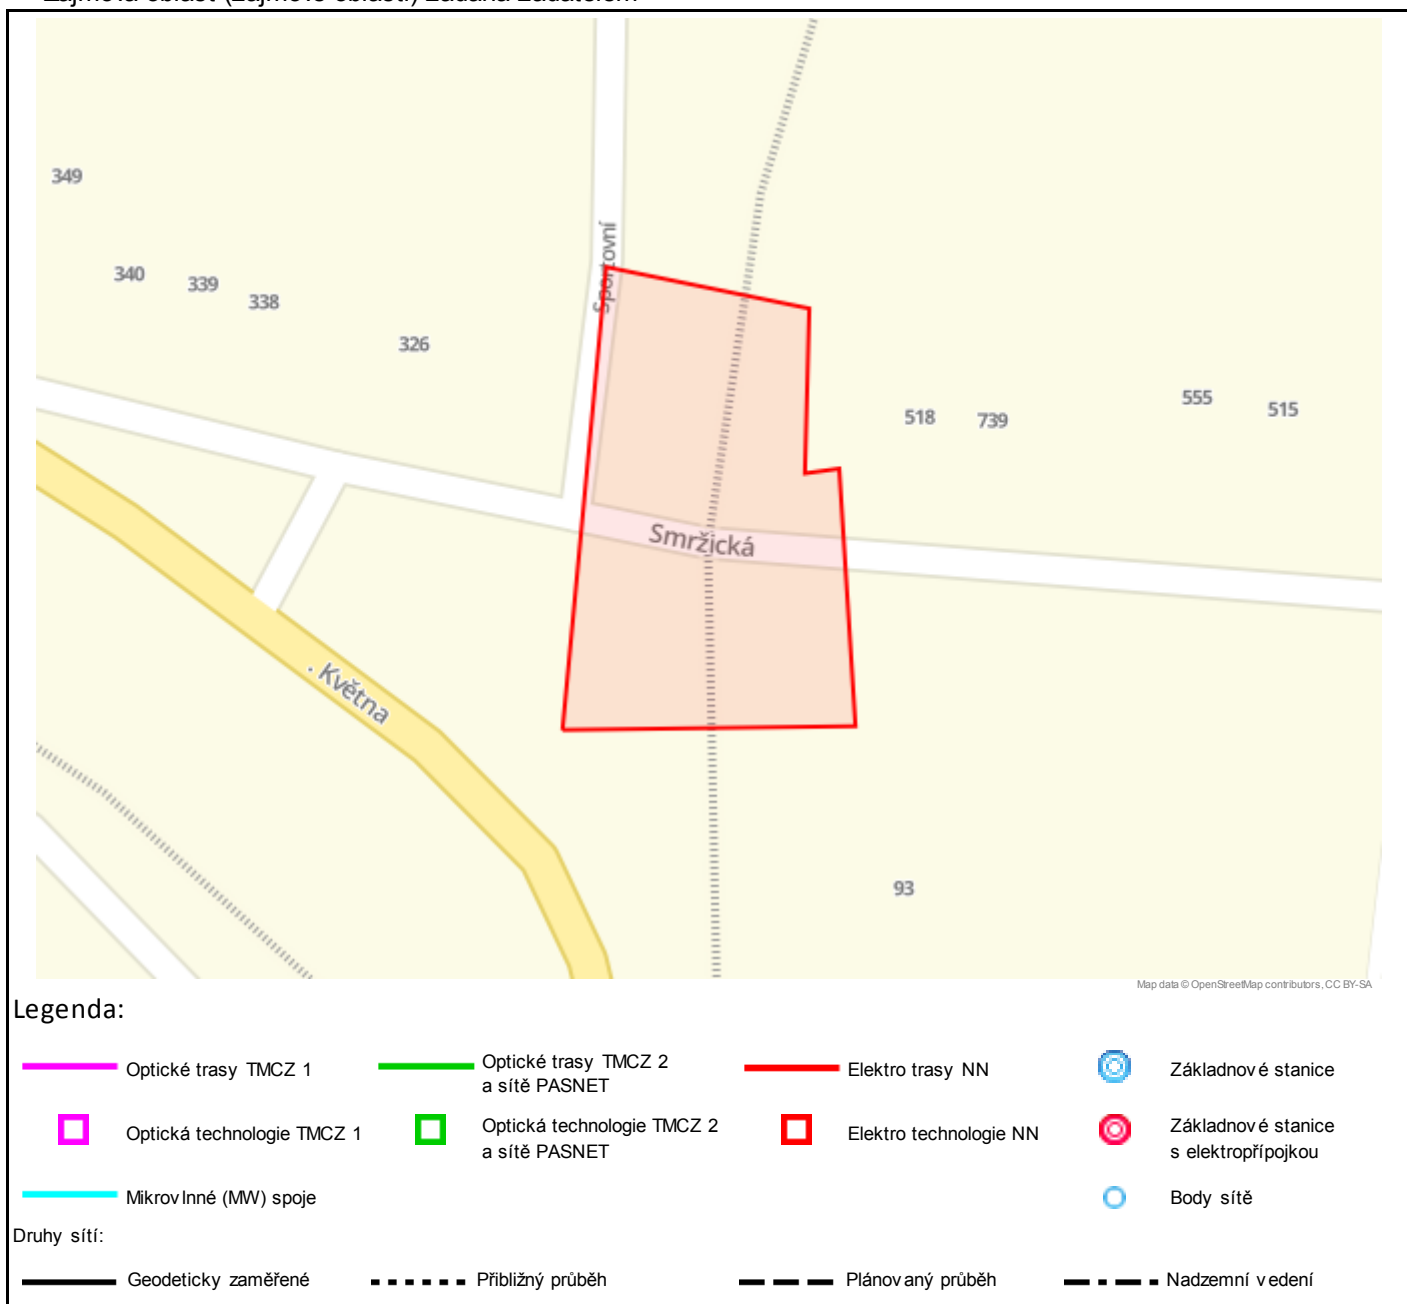 349
340
339
338
326
Sportovní
518
739
555
515
Smržická
. Května
93
Map data © OpenStreetMap contributors, CC BY-SA
Legenda:
Optické trasy TMCZ 1
Optické trasy TMCZ 2
a sítě PASNET
Elektro trasy NN
Základnové stanice
Optická technologie TMCZ 1
Optická technologie TMCZ 2
a sítě PASNET
Elektro technologie NN
Základnové stanice
s elektropřípojkou
Mikrovlnné (MW) spoje
Body sítě
Druhy sítí:
Geodeticky zaměřené
Přibližný průběh
Plánovaný průběh
Nadzemní vedení